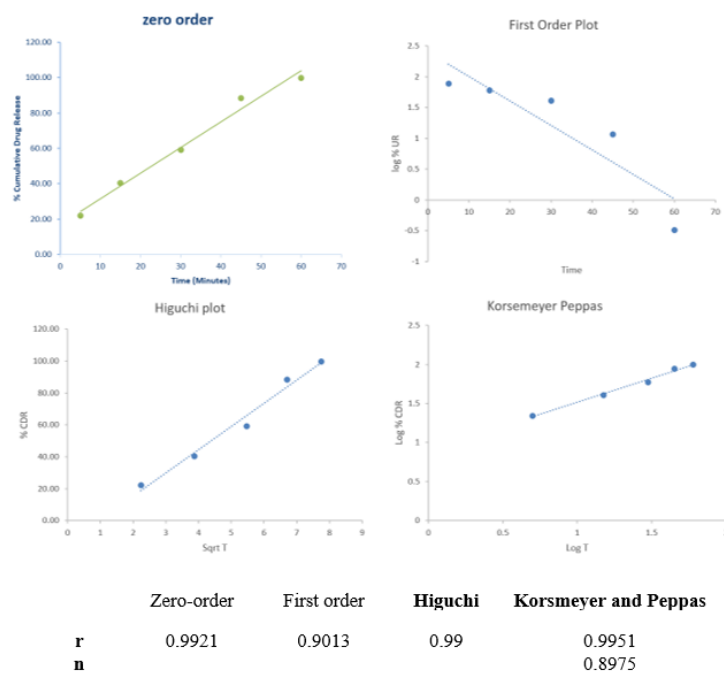 zero order
120.00
100.00
80.00
60.00
40.00
20.00
0.00
% Cumulative Drug Release
0 10 20 30 40 50 60 70
Time (Minutes)
First Order Plot
2.5
2
1.5
1
0.5
0
-0.5
-1
log % UR
0 10 20 30 40 50 60 70
Time
Higuchi plot
120.00
100.00
80.00
60.00
40.00
20.00
0.00
% CDR
0 1 2 3 4 5 6 7 8 9
Sqrt T
Korsemeyer Peppas
2.5
2
1.5
1
0.5
0
Log % CDR
0 0.5 1 1.5
Log T
Zero-order First order Higuchi Korsmeyer and Peppas
r 0.9921 0.9013 0.99 0.9951
n 0.8975